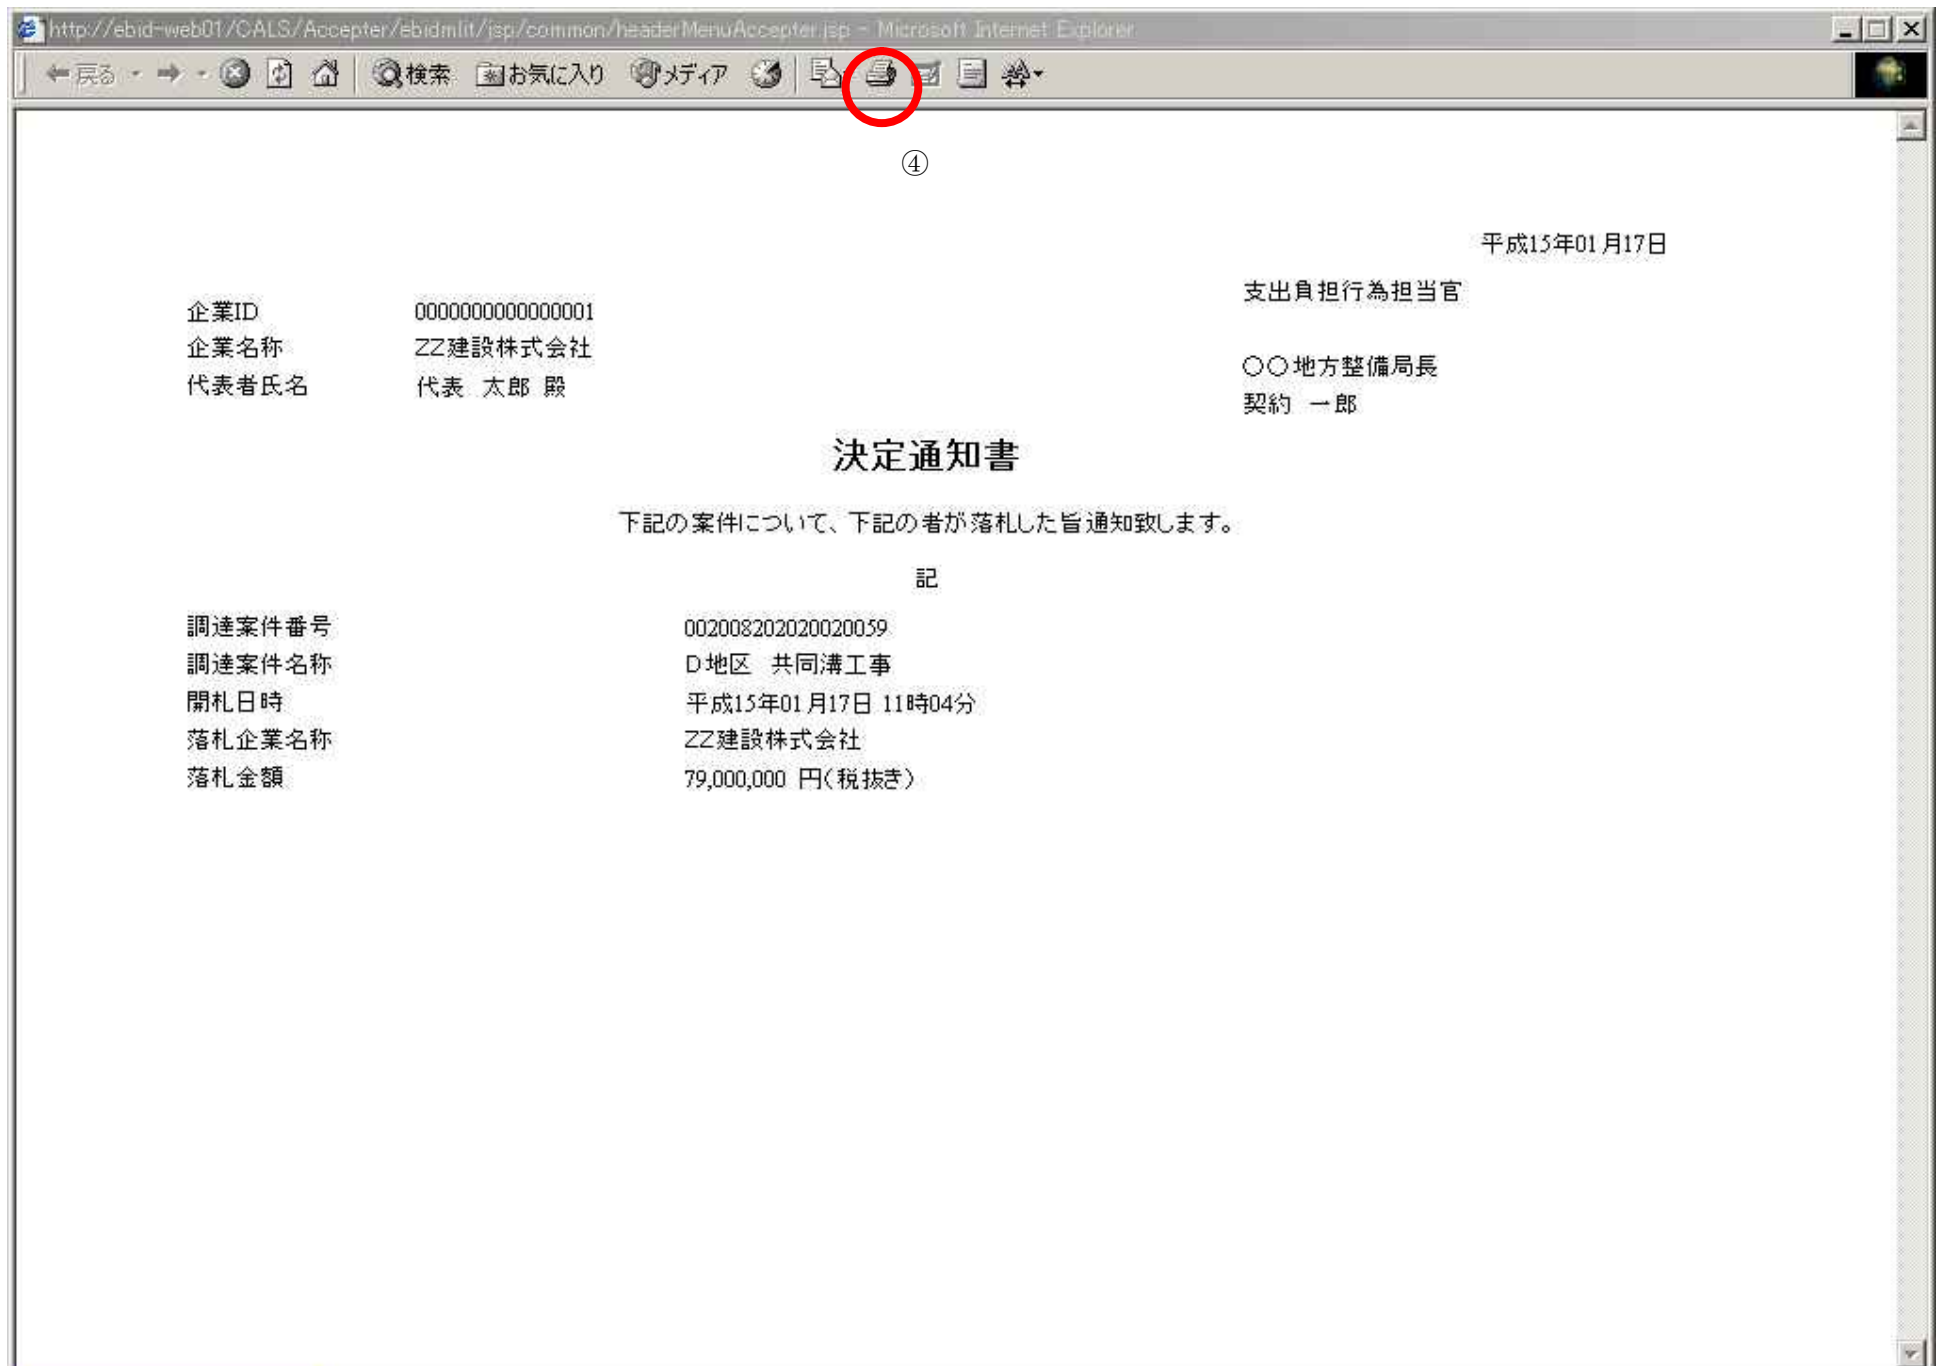 http://ebid-web01/CALS/Accepter/ebidmlit/jsp/common/headerMenuAccepter.jsp - Microsoft Internet Explorer
戻る 検索 お気に入り メディア
④
平成15年01月17日
支出負担行為担当官
企業ID 0000000000000001
企業名称 ZZ建設株式会社
〇〇地方整備局長
代表者氏名 代表 太郎 殿
契約 一郎
決定通知書
下記の案件について、下記の者が落札した旨通知致します。
記
調達案件番号 002008202020020059
調達案件名称 D地区 共同溝工事
開札日時 平成15年01月17日 11時04分
落札企業名称 ZZ建設株式会社
落札金額 79,000,000 円(税抜き)